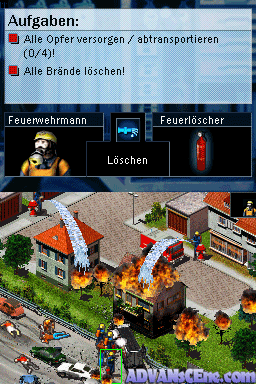 Aufgaben:
Alle Opfer versorgen / abtransportieren
(0/4)!
Alle Brände löschen!
Feuerwehrmann
Feuerlöscher
Löschen
ADVANsCEne.com